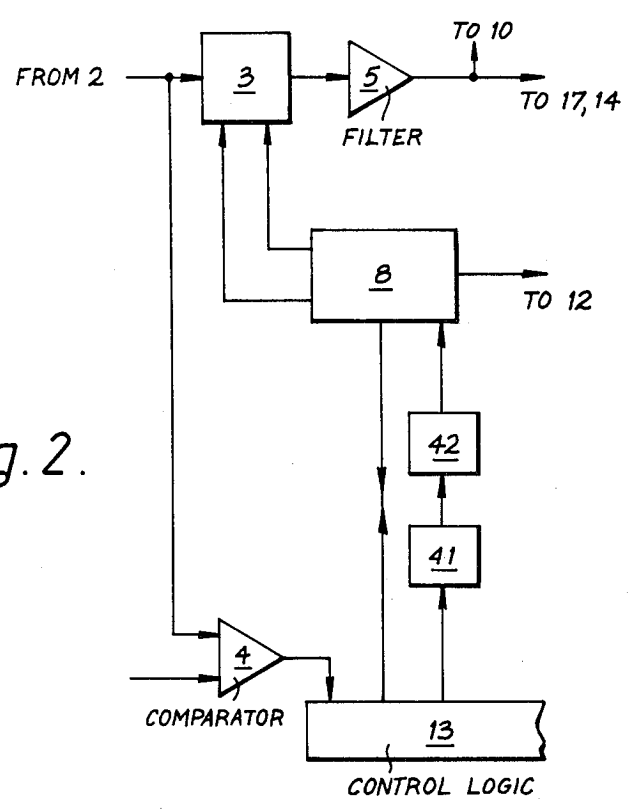 TO 10
FROM 2
3
5
TO 17, 14
FILTER
8
TO 12
42
g. 2.
41
4
COMPARATOR
13
CONTROL LOGIC